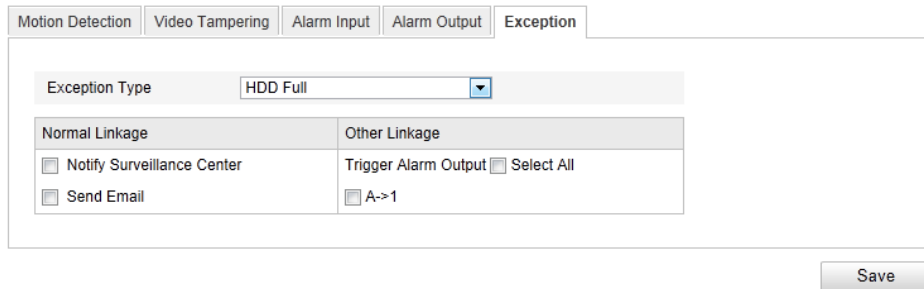 Motion Detection Video Tampering Alarm Input Alarm Output Exception
Exception Type HDD Full
Normal Linkage Other Linkage
Notify Surveillance Center Trigger Alarm Output Select All
Send Email A->1
Save